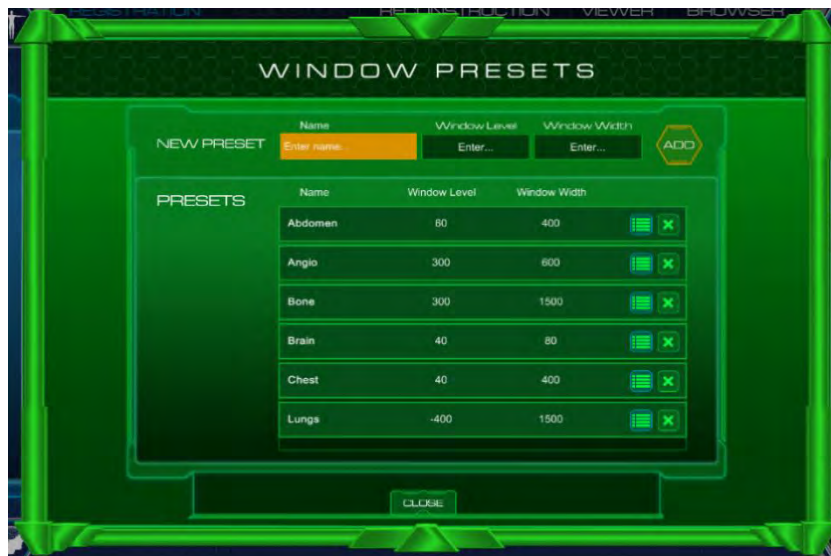 REGISTRATION RECONSTRUCTION VIEWER BROWSER
WINDOW PRESETS
Name Window Level Window Width
NEW PRESET Enter name... Enter... Enter... ADD
PRESETS
Name Window Level Window Width
Abdomen 60 400
Angio 300 600
Bone 300 1500
Brain 40 80
Chest 40 400
Lungs -400 1500
CLOSE